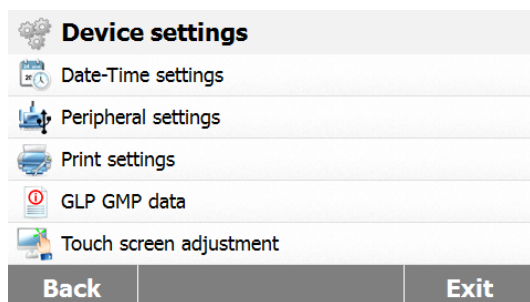 Device settings
Date-Time settings
Peripheral settings
Print settings
GLP GMP data
Touch screen adjustment
Back
Exit